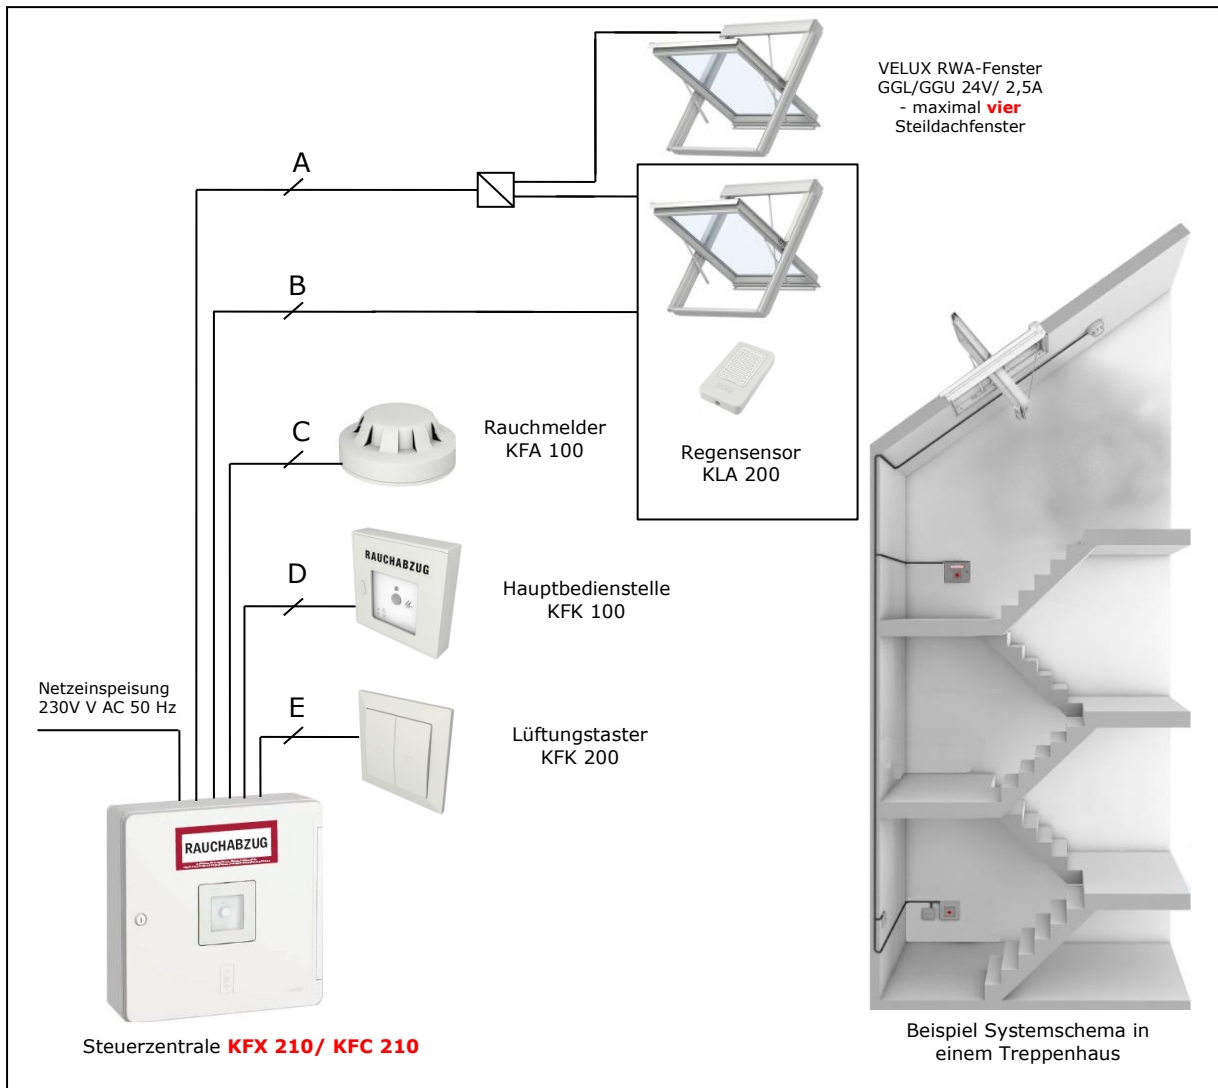 VELUX RWA-Fenster
GGL/GGU 24V/ 2,5A
- maximal vier
Steildachfenster
A
B
C
Rauchmelder
KFA 100
Regensensor
KLA 200
RAUCHABZUG
D
Hauptbedienstelle
KFK 100
Netzeinspeisung
230V V AC 50 Hz
E
Lüftungstaster
KFK 200
RAUCHABZUG
Steuerzentrale KFX 210/ KFC 210
Beispiel Systemschema in
einem Treppenhaus